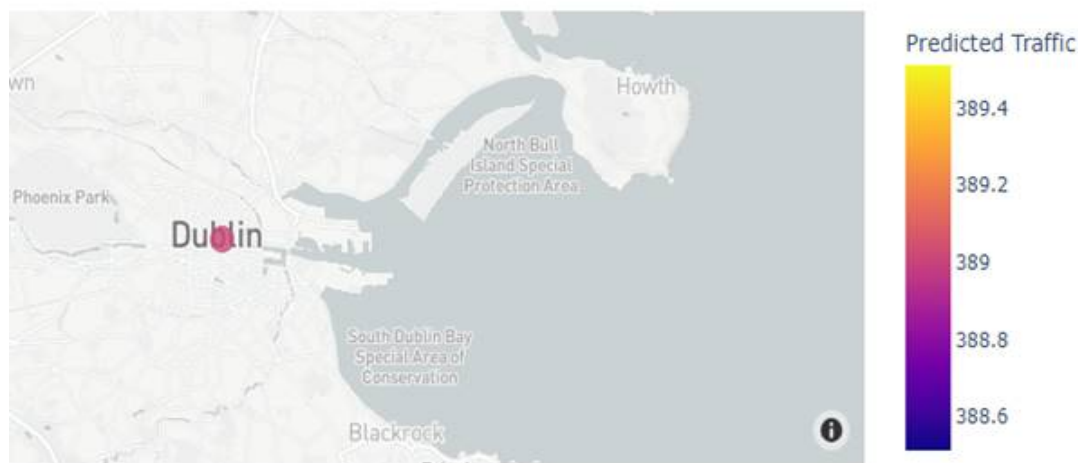 Predicted Traffic
389.4
389.2
389
388.8
388.6
wn
Howth
North Bull
Island Special
Protection Area
Phoenix Park
Dublin
South Dublin Bay
Special Area of
Conservation
Blackrock
i